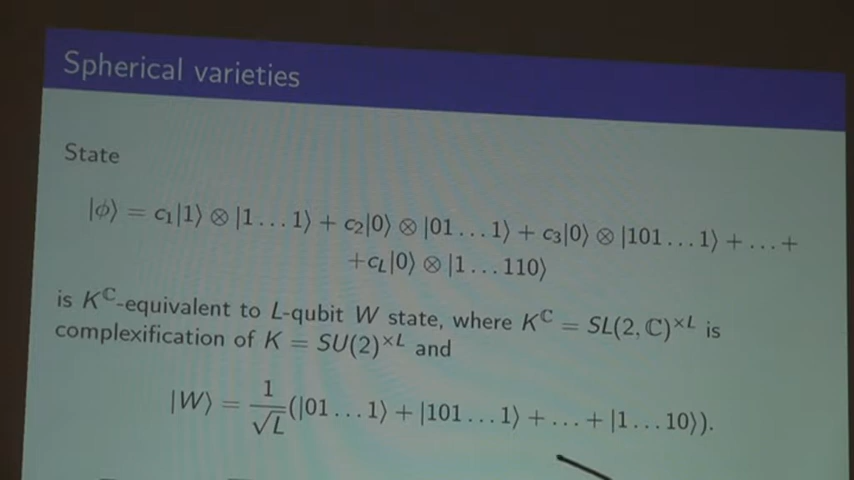 Spherical varieties
State
|ϕ⟩ = c₁|1⟩ ⊗ |1 … 1⟩ + c₂|0⟩ ⊗ |01 … 1⟩ + c₃|0⟩ ⊗ |101 … 1⟩ + … +
+c_L|0⟩ ⊗ |1 … 110⟩
is K^ℂ-equivalent to L-qubit W state, where K^ℂ = SL(2, ℂ)^×L is
complexification of K = SU(2)^×L and
|W⟩ = 1/√L (|01 … 1⟩ + |101 … 1⟩ + … + |1 … 10⟩).